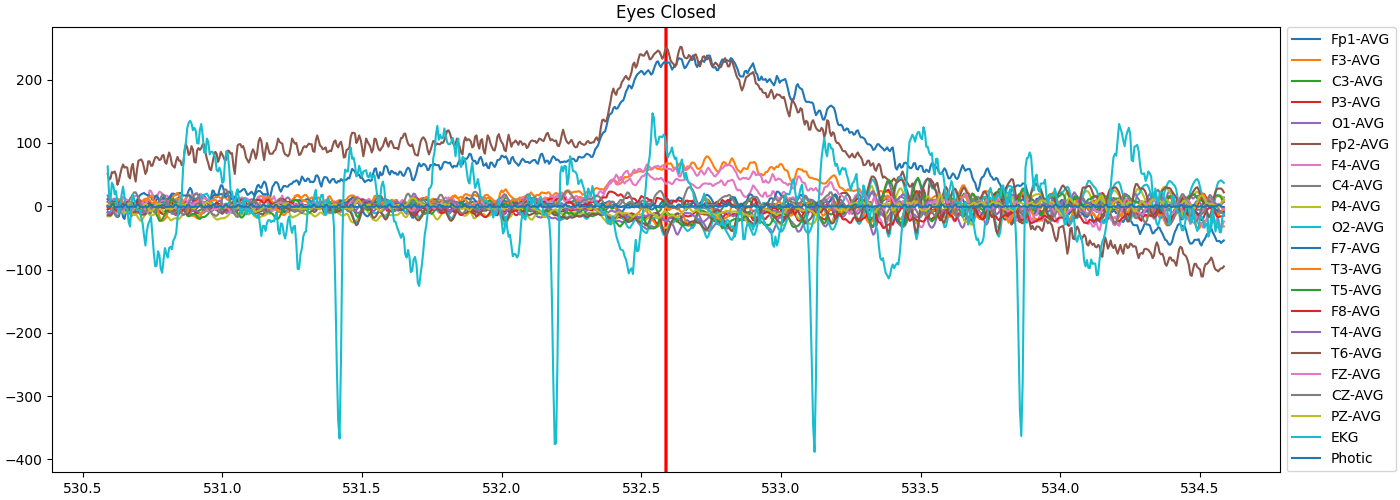 Eyes Closed
200
100
0
−100
−200
−300
−400
530.5 531.0 531.5 532.0 532.5 533.0 533.5 534.0 534.5
Fp1-AVG
F3-AVG
C3-AVG
P3-AVG
O1-AVG
Fp2-AVG
F4-AVG
C4-AVG
P4-AVG
O2-AVG
F7-AVG
T3-AVG
T5-AVG
F8-AVG
T4-AVG
T6-AVG
FZ-AVG
CZ-AVG
PZ-AVG
EKG
Photic